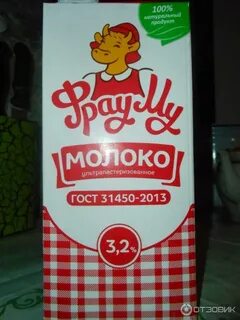 100%
натуральный
продукт
Фрау Му
МОЛОКО
ультрапастеризованное
ГОСТ 31450-2013
3,2%
ОТЗОВИК